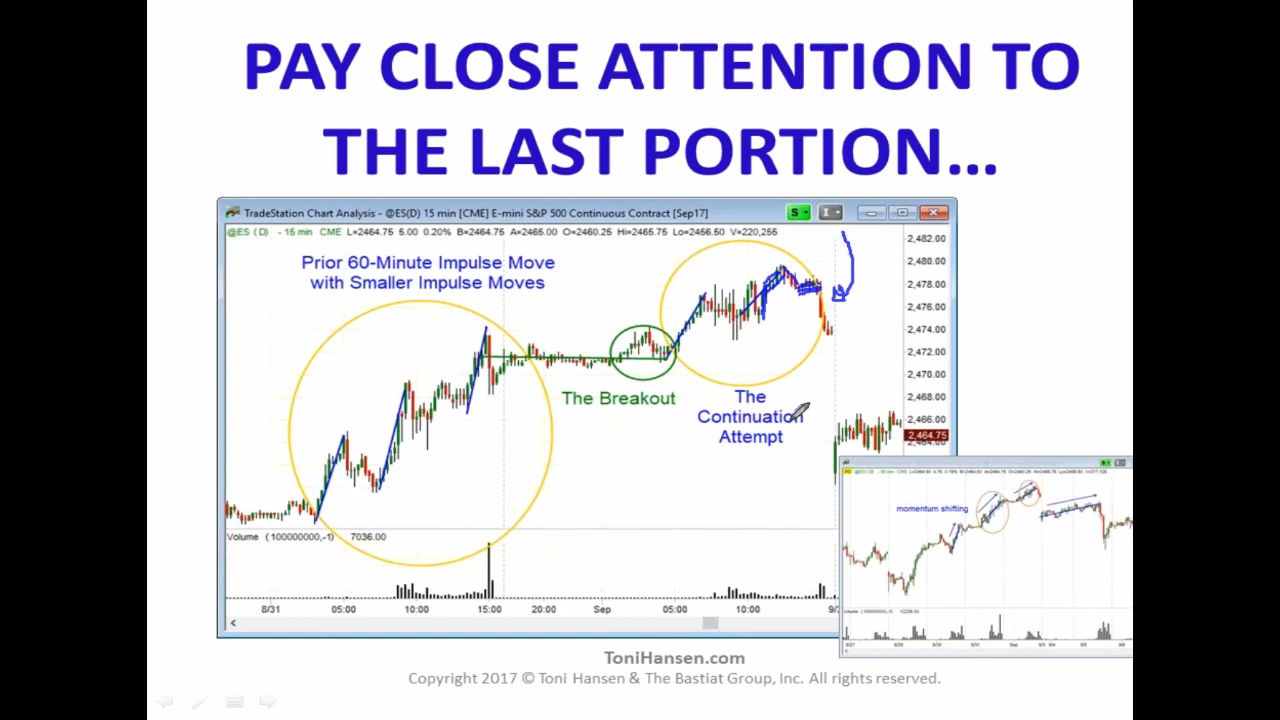 PAY CLOSE ATTENTION TO
THE LAST PORTION...
TradeStation Chart Analysis - @ES(D) 15 min [CME] E-mini S&P 500 Continuous Contract [Sep17]
S
I
@ES (D) - 15 min CME L=2464.75 5.00 0.20% B=2464.75 A=2465.00 O=2460.25 Hi=2465.75 Lo=2456.50 V=220,255
Prior 60-Minute Impulse Move
with Smaller Impulse Moves
The Breakout
The
Continuation
Attempt
2,482.00
2,480.00
2,478.00
2,476.00
2,474.00
2,472.00
2,470.00
2,468.00
2,466.00
2,464.75
Volume (100000000,-1) 7036.00
8/31 05:00 10:00 15:00 20:00 Sep 05:00 10:00
momentum shifting
ToniHansen.com
Copyright 2017 © Toni Hansen & The Bastiat Group, Inc. All rights reserved.